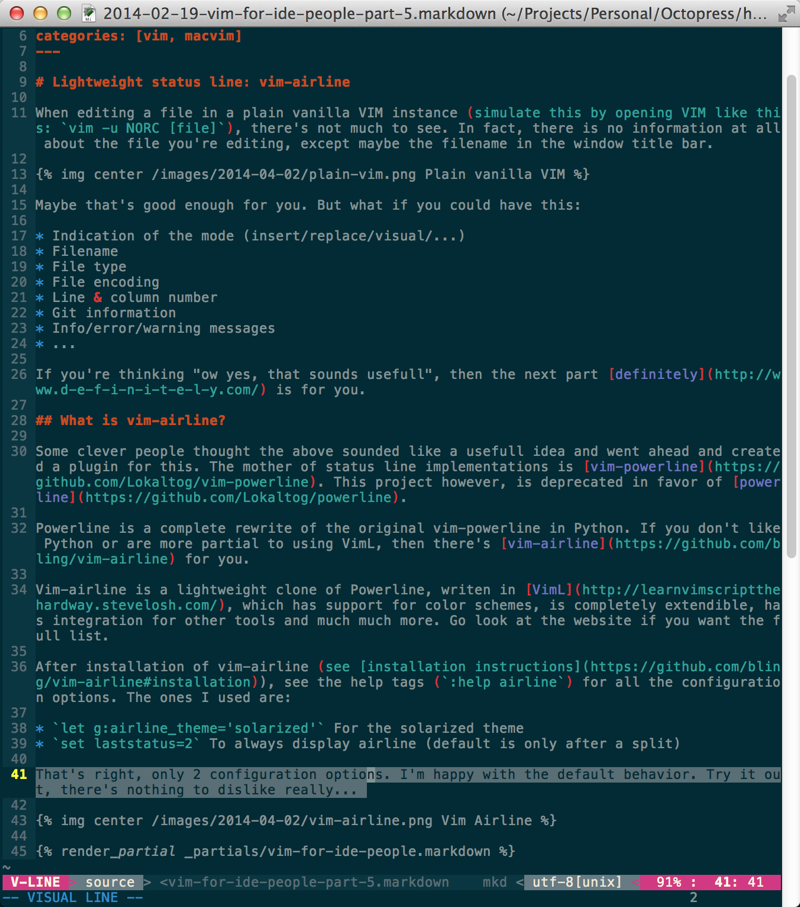 2014-02-19-vim-for-ide-people-part-5.markdown (~/Projects/Personal/Octopress/h...
6 categories: [vim, macvim]
7 ---
8
9 # Lightweight status line: vim-airline
10
11 When editing a file in a plain vanilla VIM instance (simulate this by opening VIM like thi
s: `vim -u NORC [file]`), there's not much to see. In fact, there is no information at all
about the file you're editing, except maybe the filename in the window title bar.
12
13 {% img center /images/2014-04-02/plain-vim.png Plain vanilla VIM %}
14
15 Maybe that's good enough for you. But what if you could have this:
16
17 * Indication of the mode (insert/replace/visual/...)
18 * Filename
19 * File type
20 * File encoding
21 * Line & column number
22 * Git information
23 * Info/error/warning messages
24 * ...
25
26 If you're thinking "ow yes, that sounds usefull", then the next part [definitely](http://w
ww.d-e-f-i-n-i-t-e-l-y.com/) is for you.
27
28 ## What is vim-airline?
29
30 Some clever people thought the above sounded like a usefull idea and went ahead and create
d a plugin for this. The mother of status line implementations is [vim-powerline](https://
github.com/Lokaltog/vim-powerline). This project however, is deprecated in favor of [power
line](https://github.com/Lokaltog/powerline).
31
32 Powerline is a complete rewrite of the original vim-powerline in Python. If you don't like
Python or are more partial to using VimL, then there's [vim-airline](https://github.com/b
ling/vim-airline) for you.
33
34 Vim-airline is a lightweight clone of Powerline, writen in [VimL](http://learnvimscriptthe
hardway.stevelosh.com/), which has support for color schemes, is completely extendible, ha
s integration for other tools and much much more. Go look at the website if you want the f
ull list.
35
36 After installation of vim-airline (see [installation instructions](https://github.com/blin
g/vim-airline#installation)), see the help tags (`:help airline`) for all the configuratio
n options. The ones I used are:
37
38 * `let g:airline_theme='solarized'` For the solarized theme
39 * `set laststatus=2` To always display airline (default is only after a split)
40
41 That's right, only 2 configuration options. I'm happy with the default behavior. Try it ou
t, there's nothing to dislike really...
42
43 {% img center /images/2014-04-02/vim-airline.png Vim Airline %}
44
45 {% render_partial _partials/vim-for-ide-people.markdown %}
~
V-LINE > source > <vim-for-ide-people-part-5.markdown mkd < utf-8[unix] < 91% : 41: 41
-- VISUAL LINE -- 2